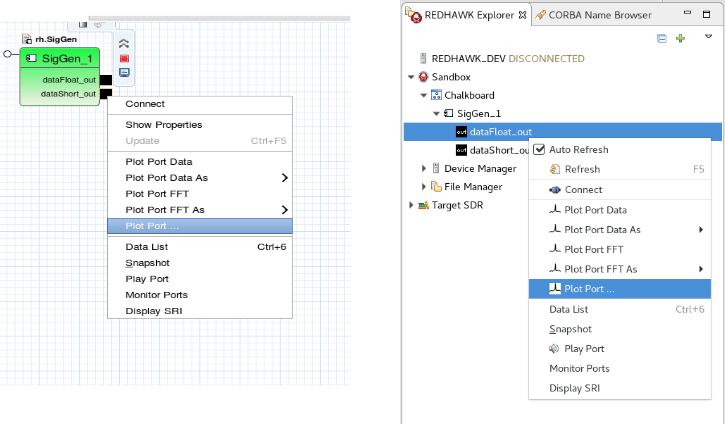 rh.SigGen
SigGen_1
dataFloat_out
dataShort_out
Connect
Show Properties
Update Ctrl+F5
Plot Port Data
Plot Port Data As
Plot Port FFT
Plot Port FFT As
Plot Port ...
Data List Ctrl+6
Snapshot
Play Port
Monitor Ports
Display SRI
REDHAWK Explorer CORBA Name Browser
REDHAWK_DEV DISCONNECTED
Sandbox
Chalkboard
SigGen_1
dataFloat_out
dataShort_ou
Device Manager
File Manager
Target SDR
Auto Refresh
Refresh F5
Connect
Plot Port Data
Plot Port Data As
Plot Port FFT
Plot Port FFT As
Plot Port ...
Data List Ctrl+6
Snapshot
Play Port
Monitor Ports
Display SRI